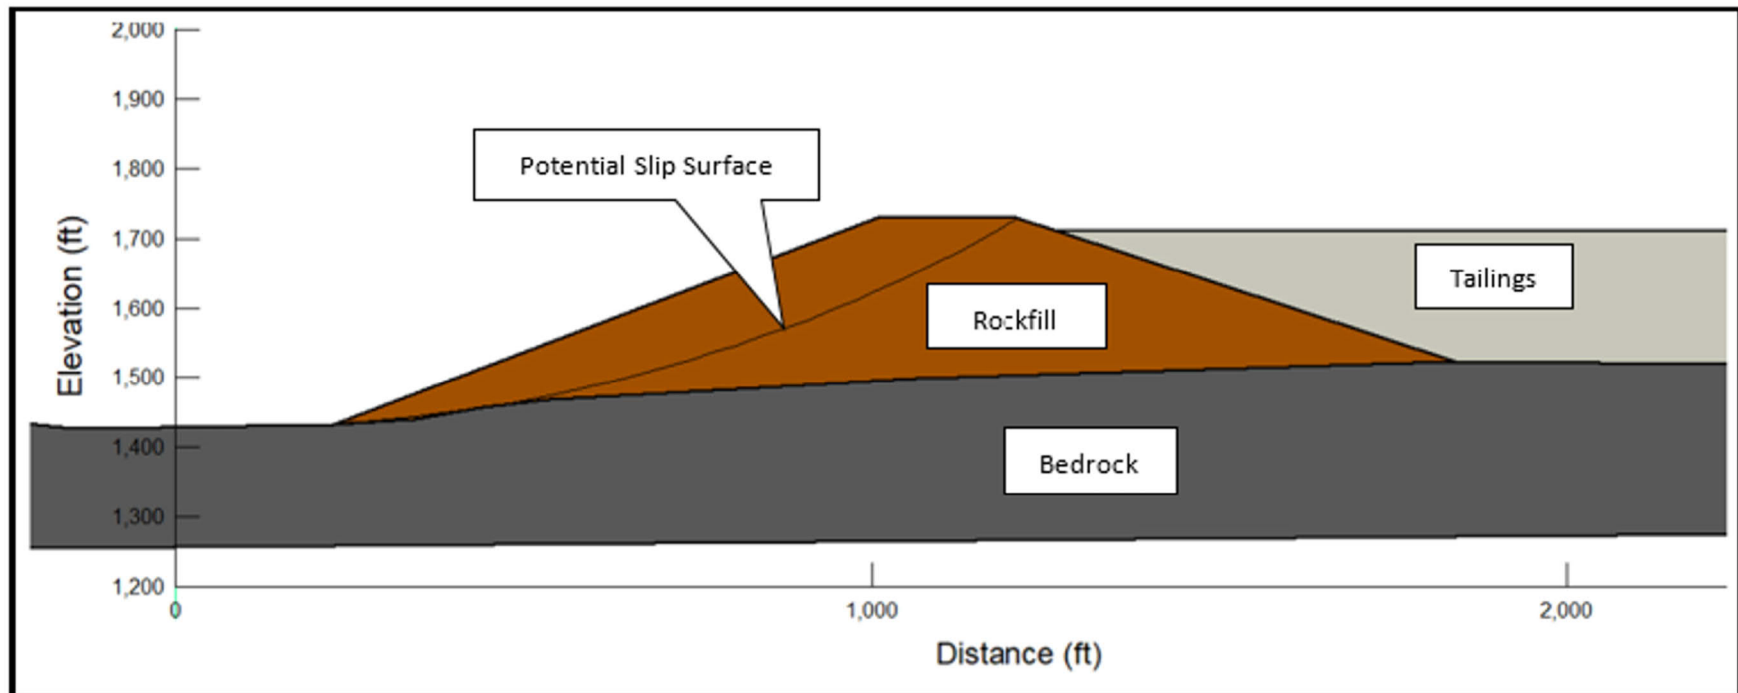 2,000
1,900
1,800
Potential Slip Surface
1,700
Tailings
1,600
Rockfill
1,500
1,400
Bedrock
1,300
1,200
Elevation (ft)
0
1,000
2,000
Distance (ft)